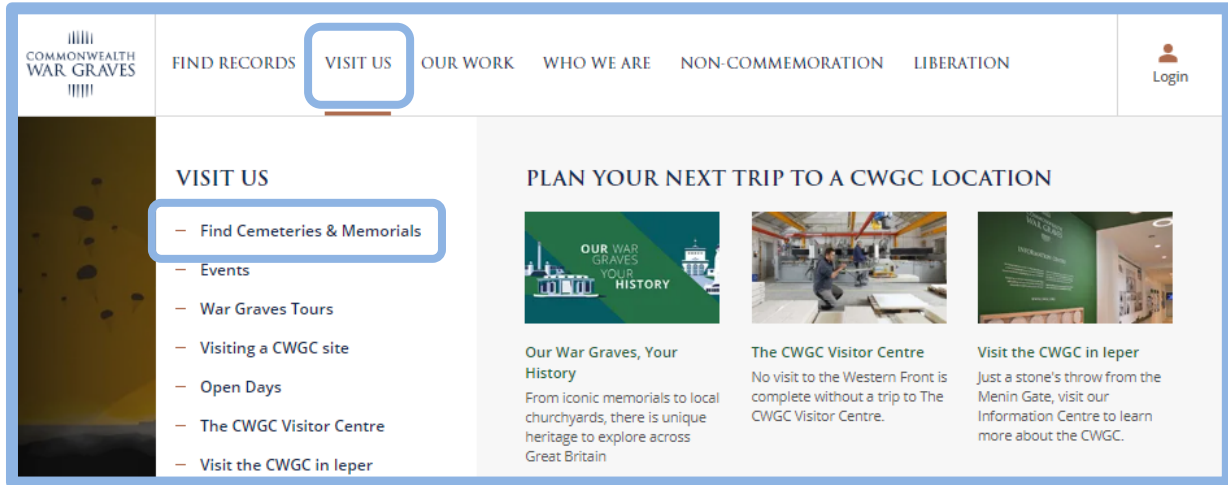 COMMONWEALTH
WAR GRAVES
FIND RECORDS
VISIT US
OUR WORK
WHO WE ARE
NON-COMMEMORATION
LIBERATION
Login
VISIT US
– Find Cemeteries & Memorials
– Events
– War Graves Tours
– Visiting a CWGC site
– Open Days
– The CWGC Visitor Centre
– Visit the CWGC in Ieper
PLAN YOUR NEXT TRIP TO A CWGC LOCATION
OUR WAR
GRAVES
YOUR
HISTORY
Our War Graves, Your
History
From iconic memorials to local
churchyards, there is unique
heritage to explore across
Great Britain
The CWGC Visitor Centre
No visit to the Western Front is
complete without a trip to The
CWGC Visitor Centre.
WAR GRAVES
INFORMATION CENTRE
Visit the CWGC in Ieper
Just a stone's throw from the
Menin Gate, visit our
Information Centre to learn
more about the CWGC.